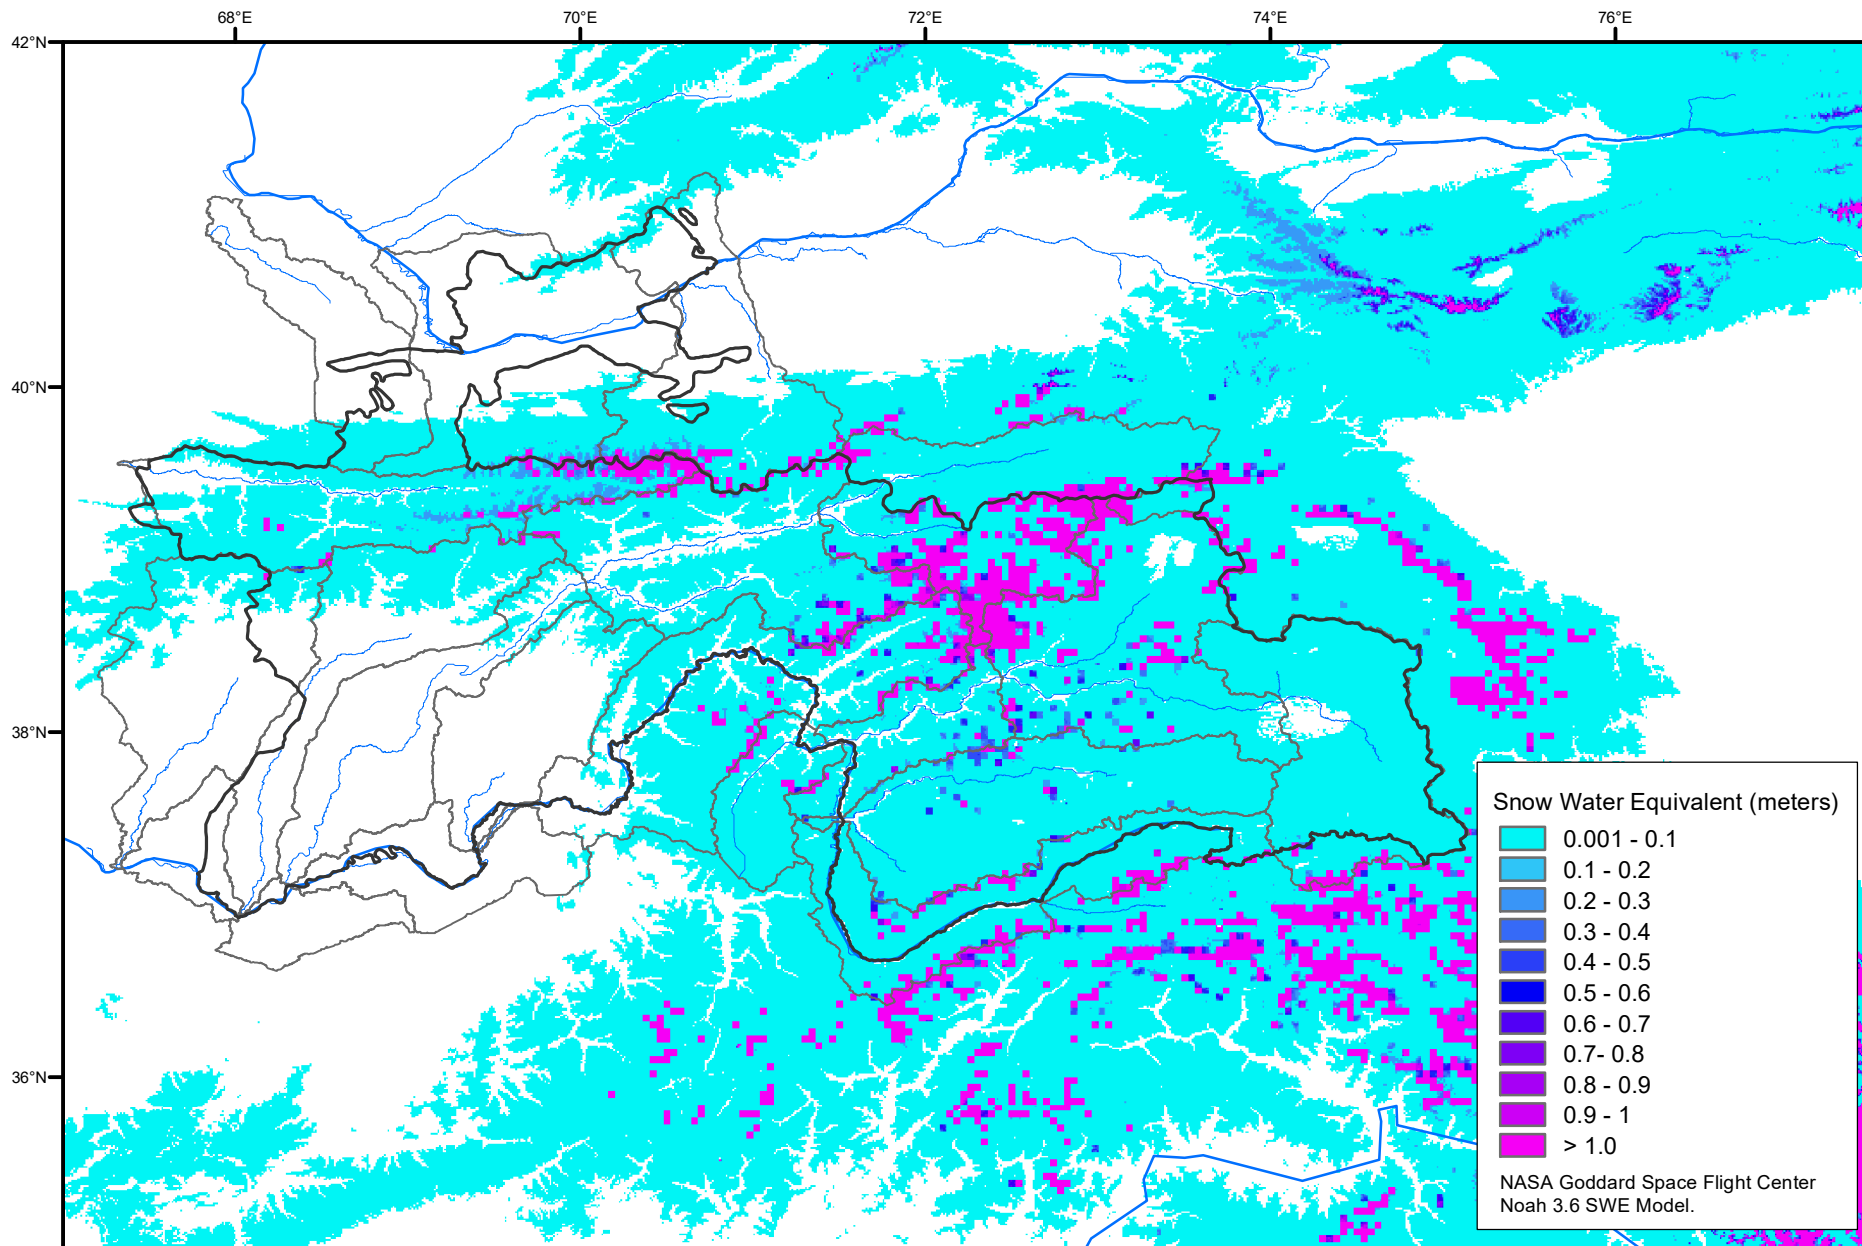 68°E 70°E 72°E 74°E 76°E
42°N
40°N
38°N
36°N
Snow Water Equivalent (meters)
0.001 - 0.1
0.1 - 0.2
0.2 - 0.3
0.3 - 0.4
0.4 - 0.5
0.5 - 0.6
0.6 - 0.7
0.7- 0.8
0.8 - 0.9
0.9 - 1
> 1.0
NASA Goddard Space Flight Center
Noah 3.6 SWE Model.